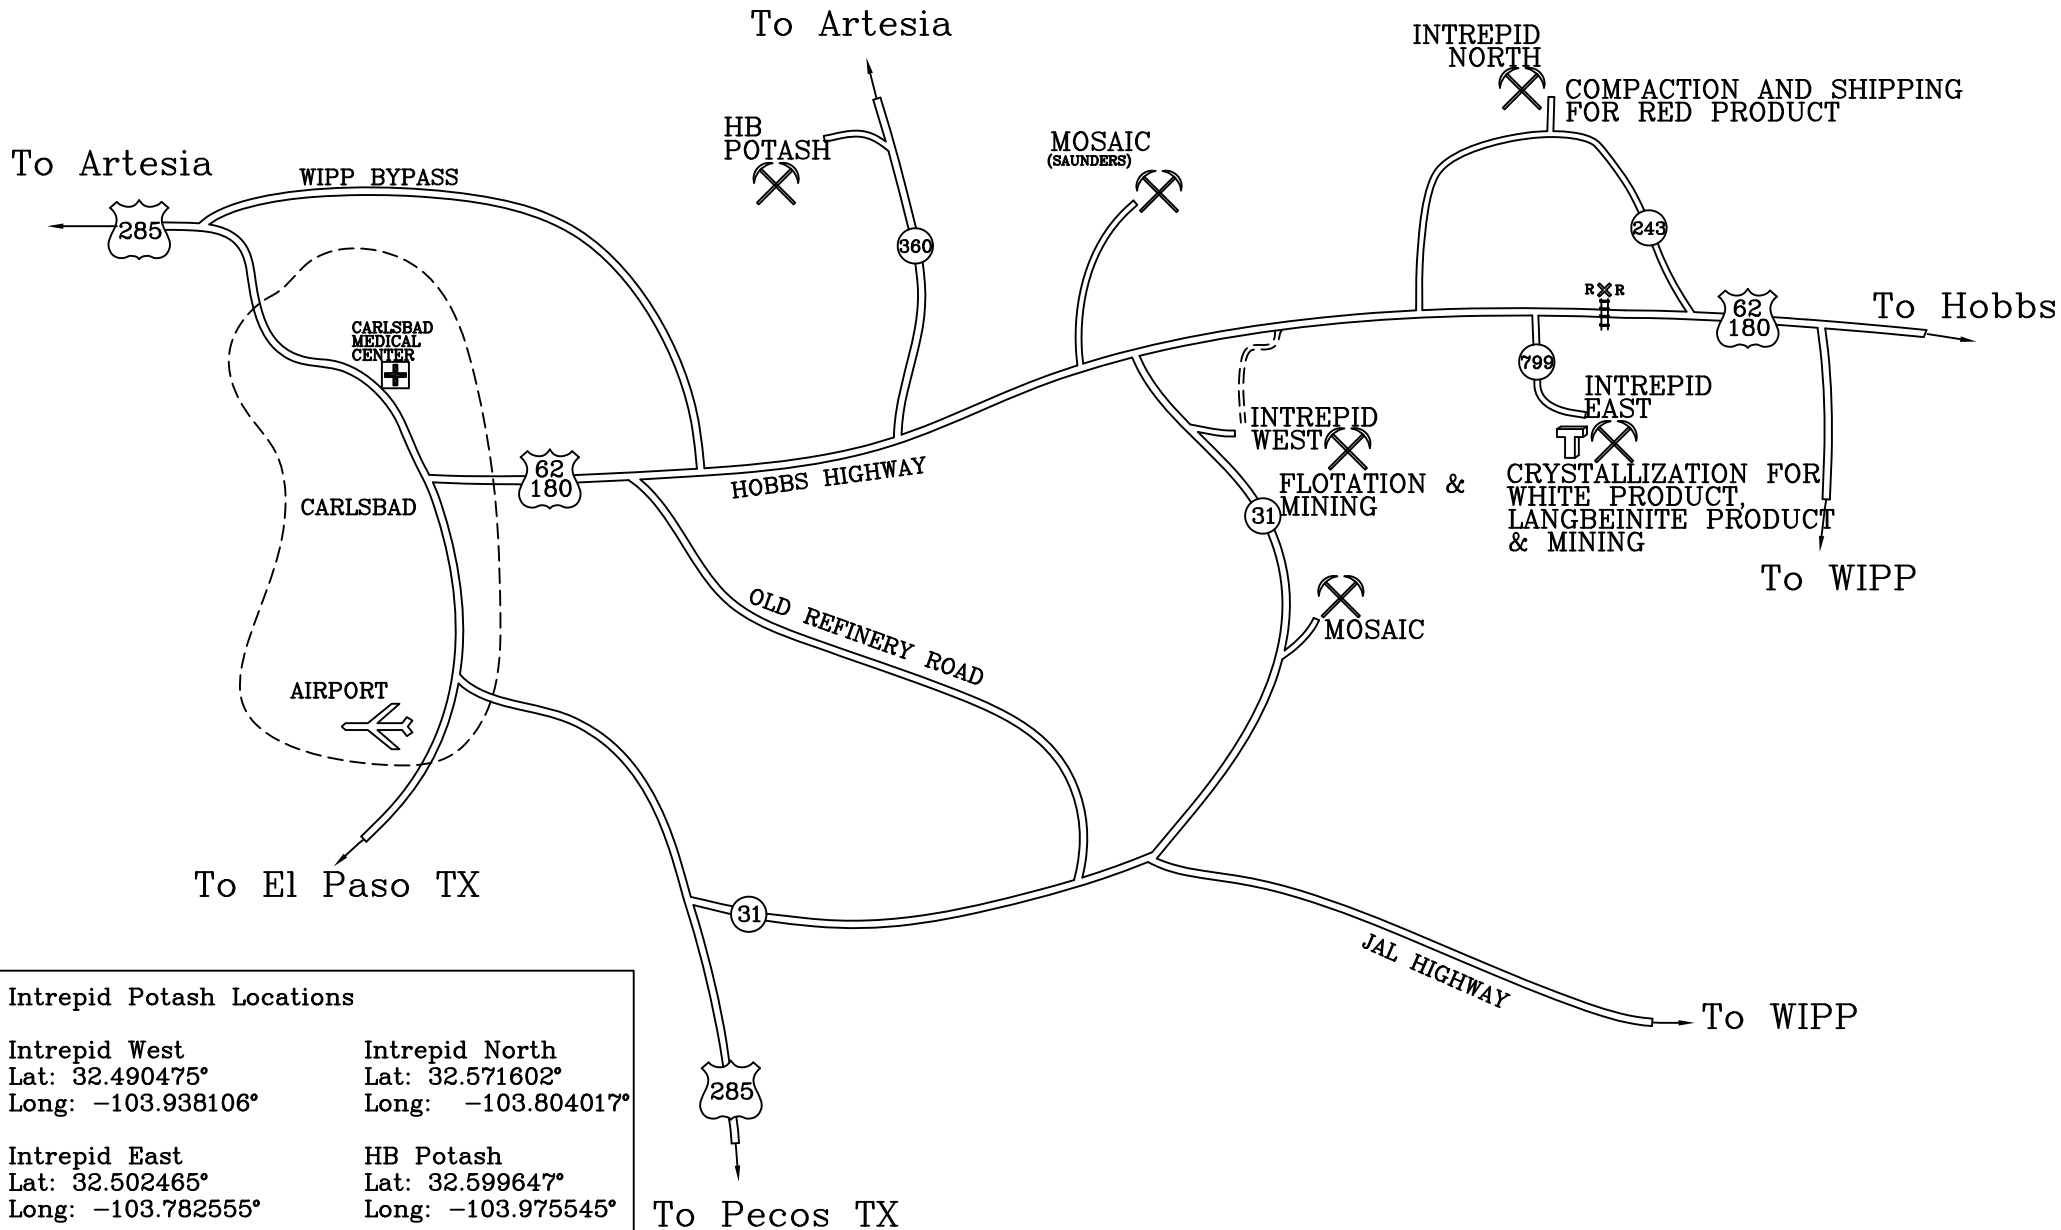 To Artesia
INTREPID
NORTH
COMPACTION AND SHIPPING
FOR RED PRODUCT
HB
POTASH
MOSAIC
(SAUNDERS)
To Artesia
WIPP BYPASS
285
360
243
R R
62
180
To Hobbs
CARLSBAD
MEDICAL
CENTER
799
INTREPID
EAST
INTREPID
WEST
62
180
HOBBS HIGHWAY
CARLSBAD
FLOTATION &
MINING
31
CRYSTALLIZATION FOR
WHITE PRODUCT,
LANGBEINITE PRODUCT
& MINING
To WIPP
OLD REFINERY ROAD
MOSAIC
AIRPORT
To El Paso TX
31
JAL HIGHWAY
To WIPP
285
To Pecos TX
Intrepid Potash Locations
Intrepid West
Lat: 32.490475°
Long: -103.938106°
Intrepid North
Lat: 32.571602°
Long: -103.804017°
Intrepid East
Lat: 32.502465°
Long: -103.782555°
HB Potash
Lat: 32.599647°
Long: -103.975545°